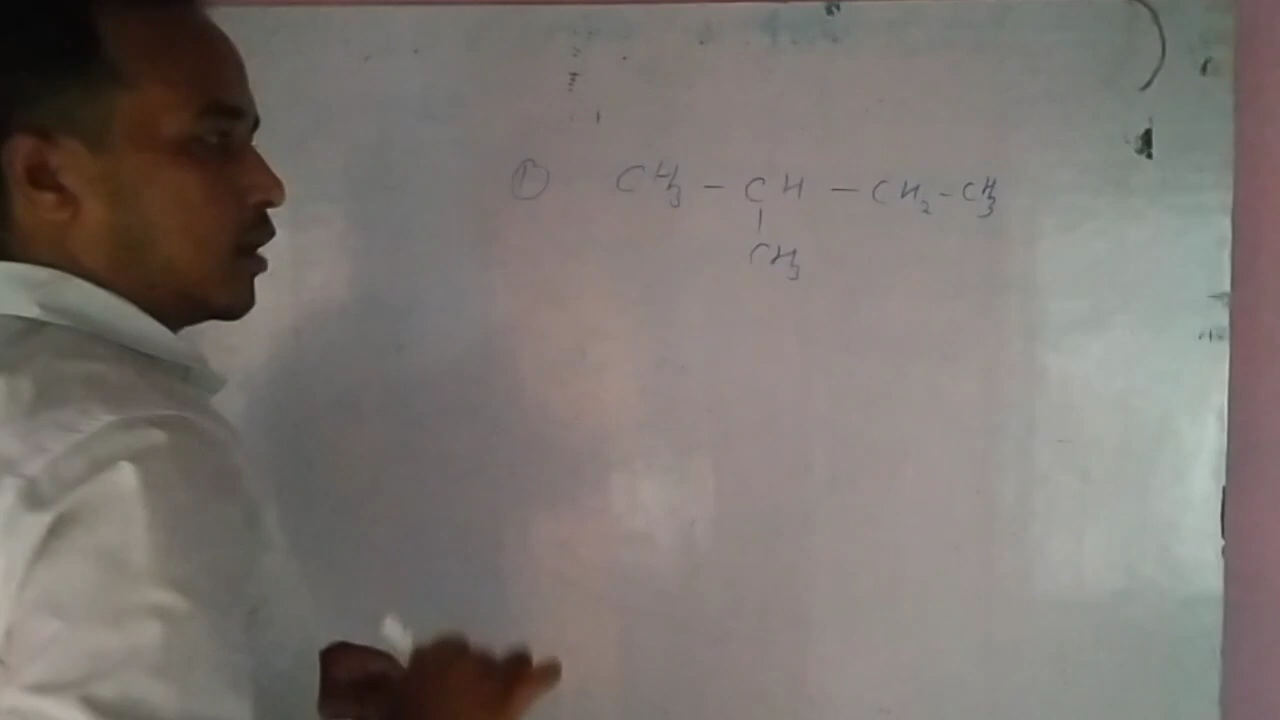 ① CH₃ – CH – CH₂ – CH₃
|
CH₃